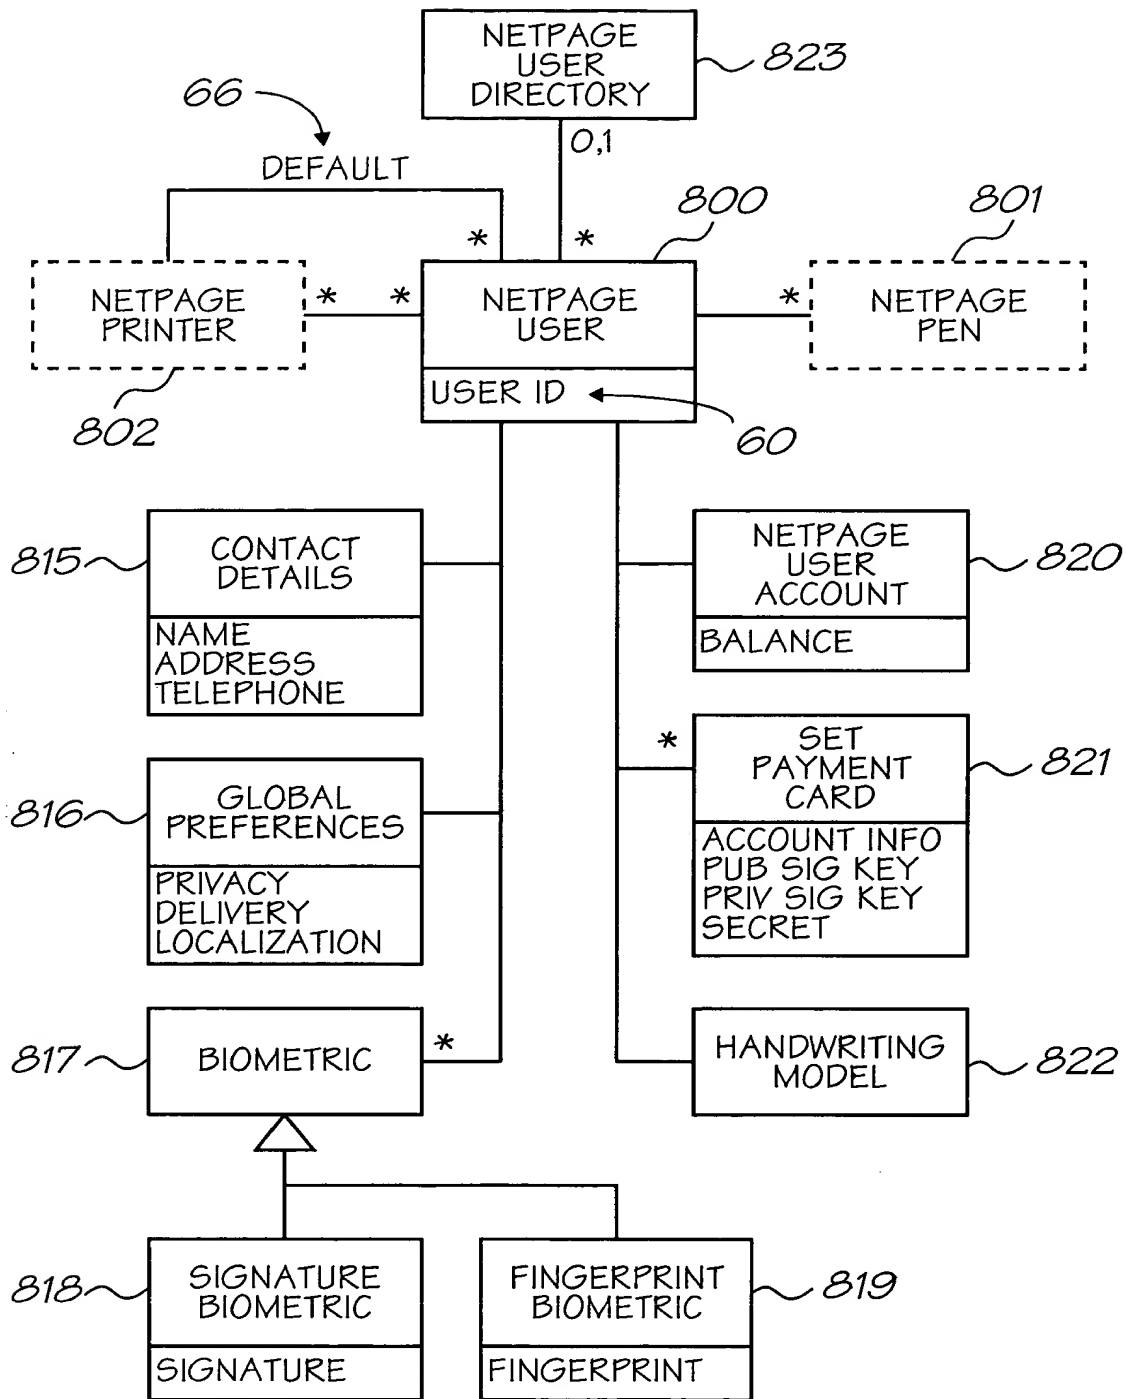 NETPAGE
USER
DIRECTORY
823
66
0,1
DEFAULT
800
801
*
*
NETPAGE
PRINTER
*
*
NETPAGE
USER
*
NETPAGE
PEN
USER ID
802
60
815
CONTACT
DETAILS
NAME
ADDRESS
TELEPHONE
NETPAGE
USER
ACCOUNT
820
BALANCE
816
GLOBAL
PREFERENCES
PRIVACY
DELIVERY
LOCALIZATION
*
SET
PAYMENT
CARD
821
ACCOUNT INFO
PUB SIG KEY
PRIV SIG KEY
SECRET
817
BIOMETRIC
*
HANDWRITING
MODEL
822
818
SIGNATURE
BIOMETRIC
SIGNATURE
FINGERPRINT
BIOMETRIC
819
FINGERPRINT